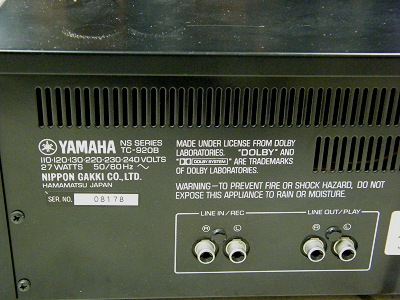 YAMAHA NS SERIES
TC-920B
110·120·130·220·230·240 VOLTS
27 WATTS 50/60Hz
NIPPON GAKKI CO., LTD.
HAMAMATSU JAPAN
SER. NO. 08178
MADE UNDER LICENSE FROM DOLBY
LABORATORIES. "DOLBY" AND
"DOLBY SYSTEM" ARE TRADEMARKS
OF DOLBY LABORATORIES.
WARNING—TO PREVENT FIRE OR SHOCK HAZARD, DO NOT
EXPOSE THIS APPLIANCE TO RAIN OR MOISTURE.
LINE IN/REC LINE OUT/PLAY
R L R L